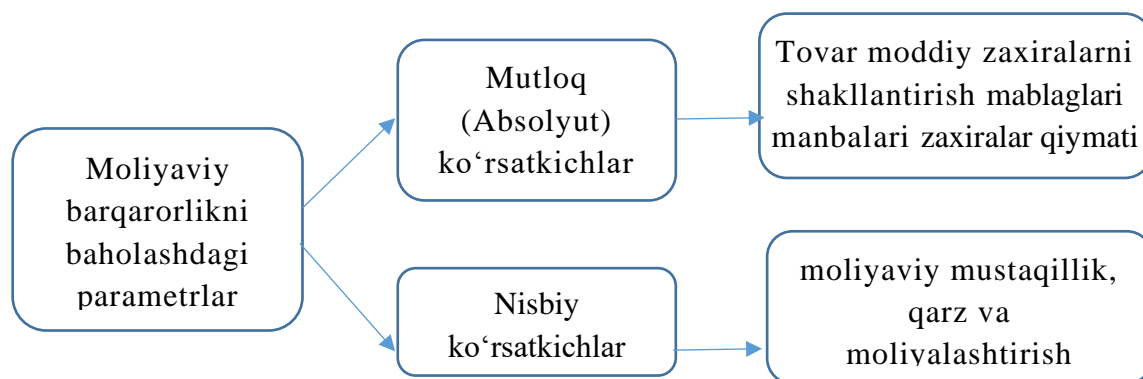 Moliyaviy
barqarorlikni
baholashdagi
parametrlar
Mutloq
(Absolyut)
ko‘rsatkichlar
Tovar moddiy zaxiralarni
shakllantirish mablaglari
manbalari zaxiralar qiymati
Nisbiy
ko‘rsatkichlar
moliyaviy mustaqillik,
qarz va
molivalashtirish